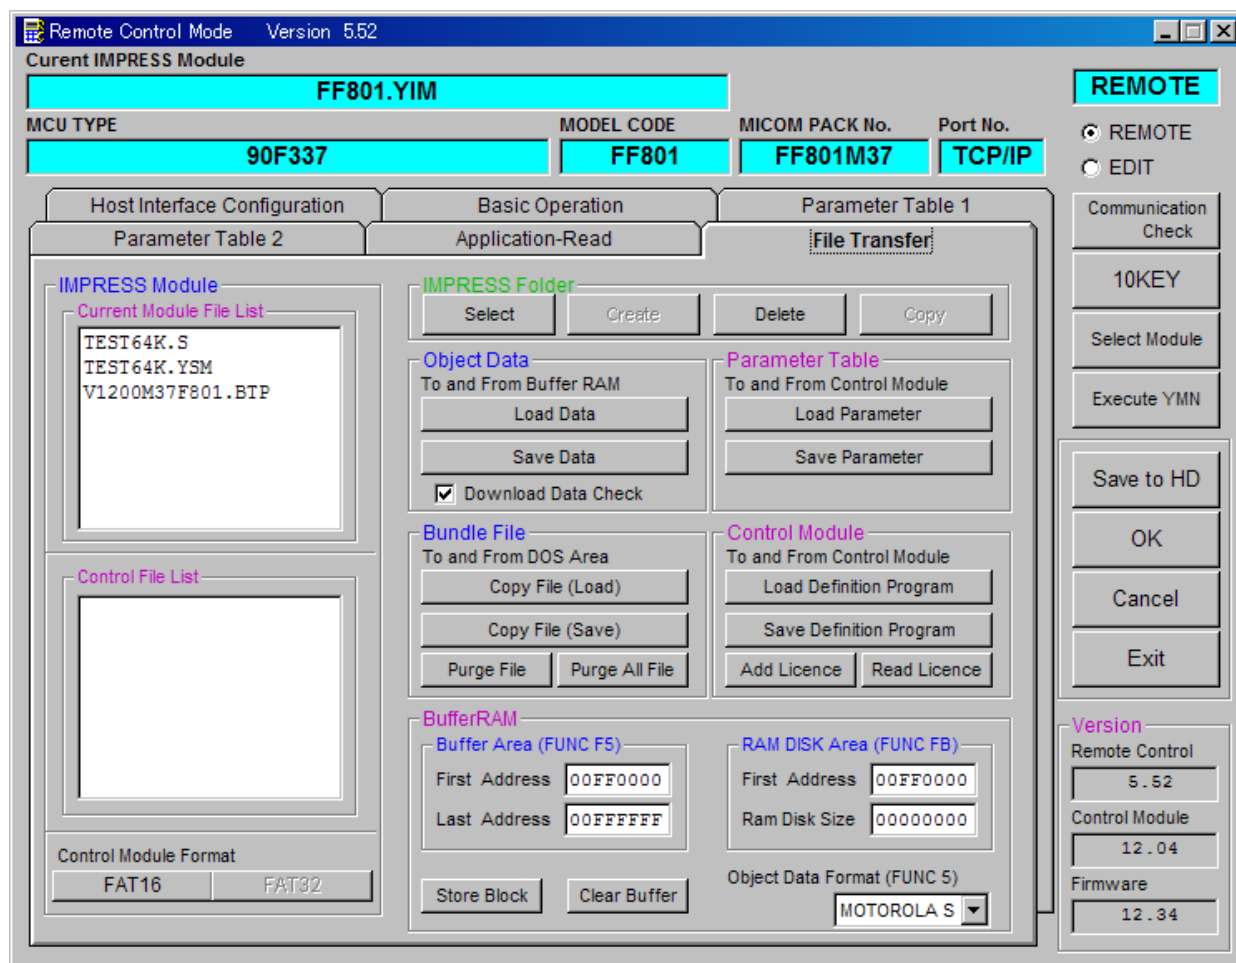 Remote Control Mode Version 5.52
Curent IMPRESS Module
FF801.YIM
REMOTE
MCU TYPE MODEL CODE MICOM PACK No. Port No.
90F337 FF801 FF801M37 TCP/IP
REMOTE
EDIT
Host Interface Configuration Basic Operation Parameter Table 1
Parameter Table 2 Application-Read File Transfer
Communication
Check
10KEY
Select Module
Execute YMN
Save to HD
OK
Cancel
Exit
IMPRESS Module
Current Module File List
TEST64K.S
TEST64K.YSM
V1200M37F801.BTP
Control File List
Control Module Format
FAT16 FAT32
IMPRESS Folder
Select Create Delete Copy
Object Data
To and From Buffer RAM
Load Data
Save Data
Download Data Check
Parameter Table
To and From Control Module
Load Parameter
Save Parameter
Bundle File
To and From DOS Area
Copy File (Load)
Copy File (Save)
Purge File Purge All File
Control Module
To and From Control Module
Load Definition Program
Save Definition Program
Add Licence Read Licence
BufferRAM
Buffer Area (FUNC F5)
First Address 00FF0000
Last Address 00FFFFFF
RAM DISK Area (FUNC FB)
First Address 00FF0000
Ram Disk Size 00000000
Store Block Clear Buffer
Object Data Format (FUNC 5)
MOTOROLA S
Version
Remote Control
5.52
Control Module
12.04
Firmware
12.34